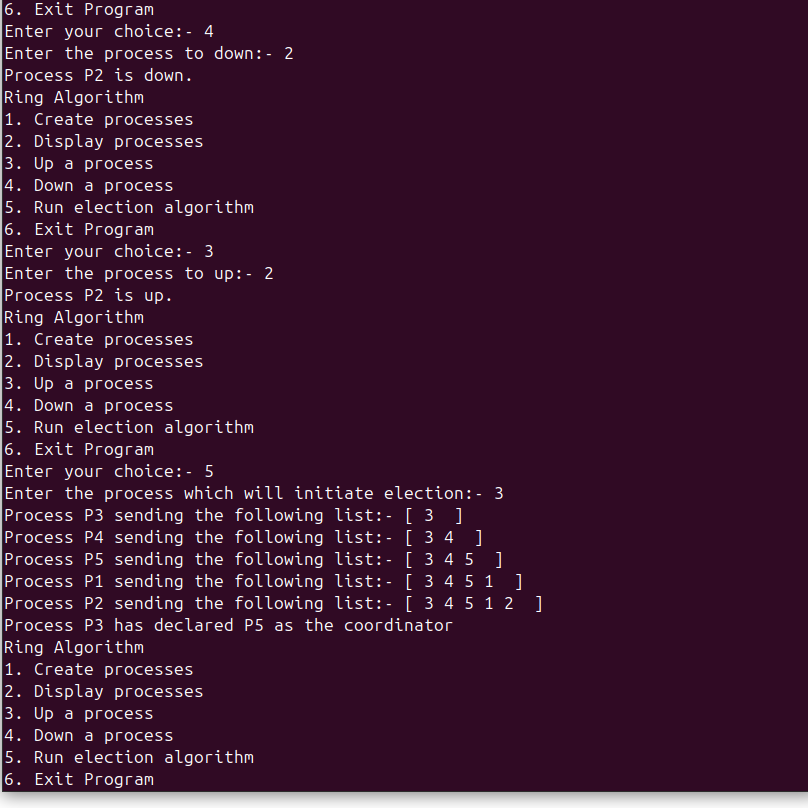 6. Exit Program
Enter your choice:- 4
Enter the process to down:- 2
Process P2 is down.
Ring Algorithm
1. Create processes
2. Display processes
3. Up a process
4. Down a process
5. Run election algorithm
6. Exit Program
Enter your choice:- 3
Enter the process to up:- 2
Process P2 is up.
Ring Algorithm
1. Create processes
2. Display processes
3. Up a process
4. Down a process
5. Run election algorithm
6. Exit Program
Enter your choice:- 5
Enter the process which will initiate election:- 3
Process P3 sending the following list:- [ 3  ]
Process P4 sending the following list:- [ 3 4  ]
Process P5 sending the following list:- [ 3 4 5  ]
Process P1 sending the following list:- [ 3 4 5 1  ]
Process P2 sending the following list:- [ 3 4 5 1 2  ]
Process P3 has declared P5 as the coordinator
Ring Algorithm
1. Create processes
2. Display processes
3. Up a process
4. Down a process
5. Run election algorithm
6. Exit Program